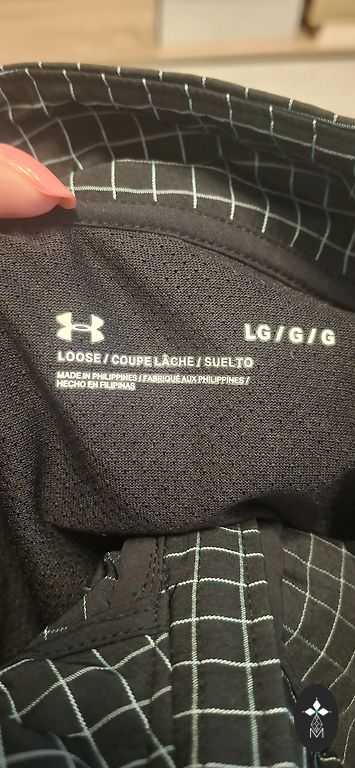 LG / G / G
LOOSE / COUPE LÂCHE / SUELTO
MADE IN PHILIPPINES / FABRIQUÉ AUX PHILIPPINES /
HECHO EN FILIPINAS
M